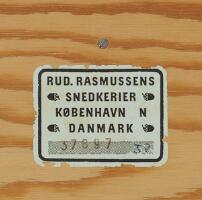 RUD. RASMUSSENS
SNEDKERIER
KØBENHAVN N
DANMARK
37897